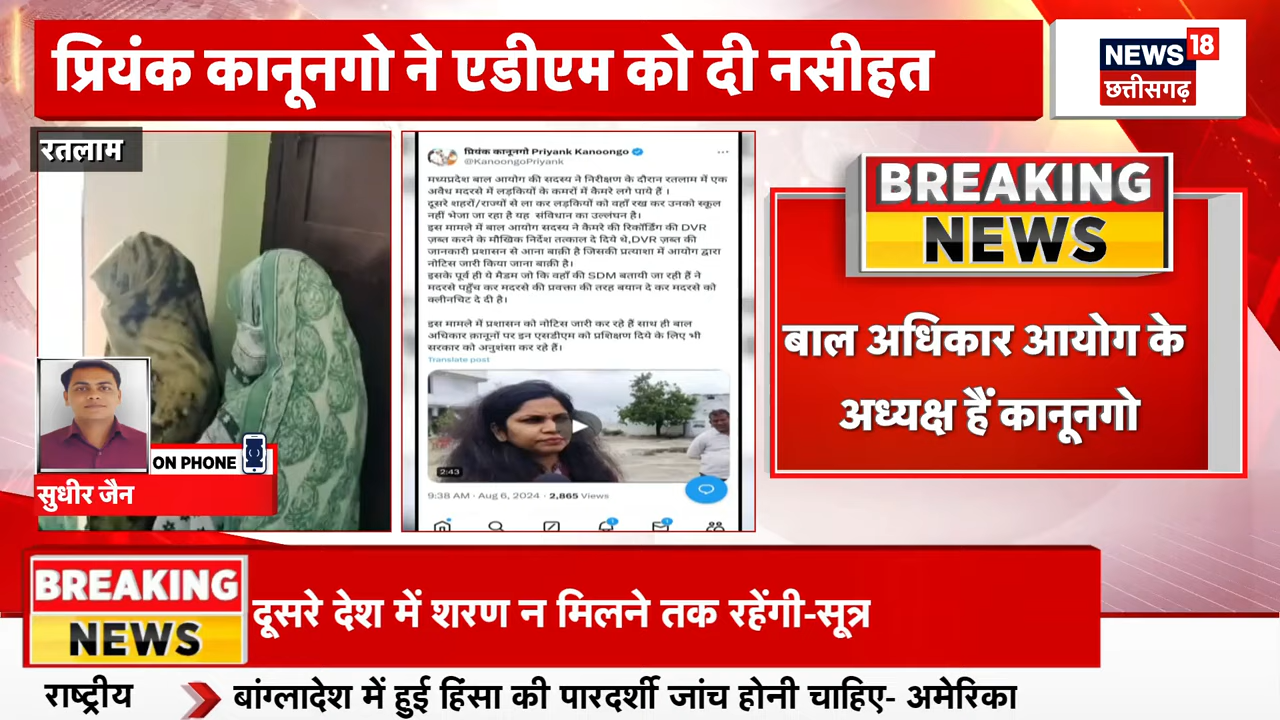 प्रियंक कानूनगो ने एडीएम को दी नसीहत
NEWS 18
छत्तीसगढ़
रतलाम
प्रियंक कानूनगो Priyank Kanoongo
@KanoongoPriyank
मध्यप्रदेश बाल आयोग की सदस्य ने निरीक्षण के दौरान रतलाम में एक
अवैध मदरसे में लड़कियों के कमरों में कैमरे लगे पाये हैं ।
दूसरे शहरों/राज्यों से ला कर लड़कियों को वहाँ रख कर उनको स्कूल
नहीं भेजा जा रहा है यह संविधान का उल्लंघन है।
इस मामले में बाल आयोग सदस्य ने कैमरे की रिकॉर्डिंग की DVR
ज़ब्त करने के मौखिक निर्देश तत्काल दे दिये थे,DVR ज़ब्त की
जानकारी प्रशासन से आना बाक़ी है जिसकी प्रत्याशा में आयोग द्वारा
नोटिस जारी किया जाना बाक़ी है।
इसके पूर्व ही ये मैडम जो कि वहाँ की SDM बतायी जा रही हैं ने
मदरसे पहुँच कर मदरसे की प्रवक्ता की तरह बयान दे कर मदरसे को
क्लीनचिट दे दी है।
इस मामले में प्रशासन को नोटिस जारी कर रहे हैं साथ ही बाल
अधिकार क़ानूनों पर इन एसडीएम को प्रशिक्षण दिये के लिए भी
सरकार को अनुशंसा कर रहे हैं।
Translate post
2:43
9:38 AM · Aug 6, 2024 · 2,865 Views
BREAKING
NEWS
बाल अधिकार आयोग के
अध्यक्ष हैं कानूनगो
ON PHONE
सुधीर जैन
BREAKING
NEWS
दूसरे देश में शरण न मिलने तक रहेंगी-सूत्र
राष्ट्रीय
बांग्लादेश में हुई हिंसा की पारदर्शी जांच होनी चाहिए- अमेरिका